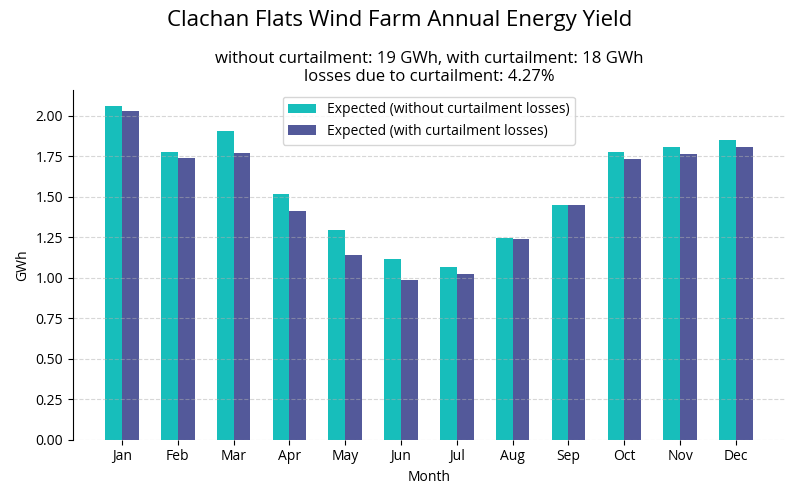 Clachan Flats Wind Farm Annual Energy Yield
without curtailment: 19 GWh, with curtailment: 18 GWh
losses due to curtailment: 4.27%
Expected (without curtailment losses)
Expected (with curtailment losses)
GWh
2.00
1.75
1.50
1.25
1.00
0.75
0.50
0.25
0.00
Jan Feb Mar Apr May Jun Jul Aug Sep Oct Nov Dec
Month